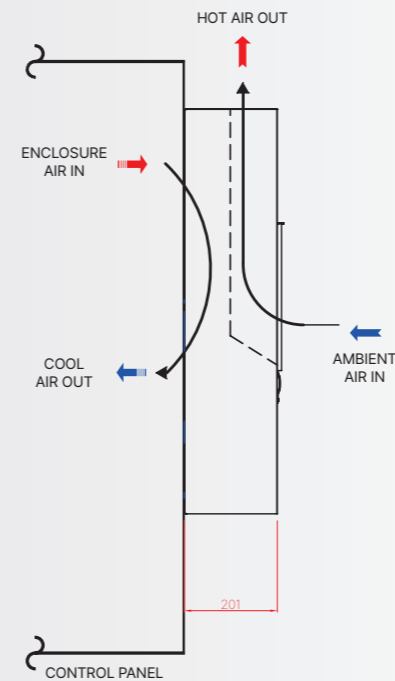 HOT AIR OUT
ENCLOSURE
AIR IN
COOL
AIR OUT
AMBIENT
AIR IN
201
CONTROL PANEL